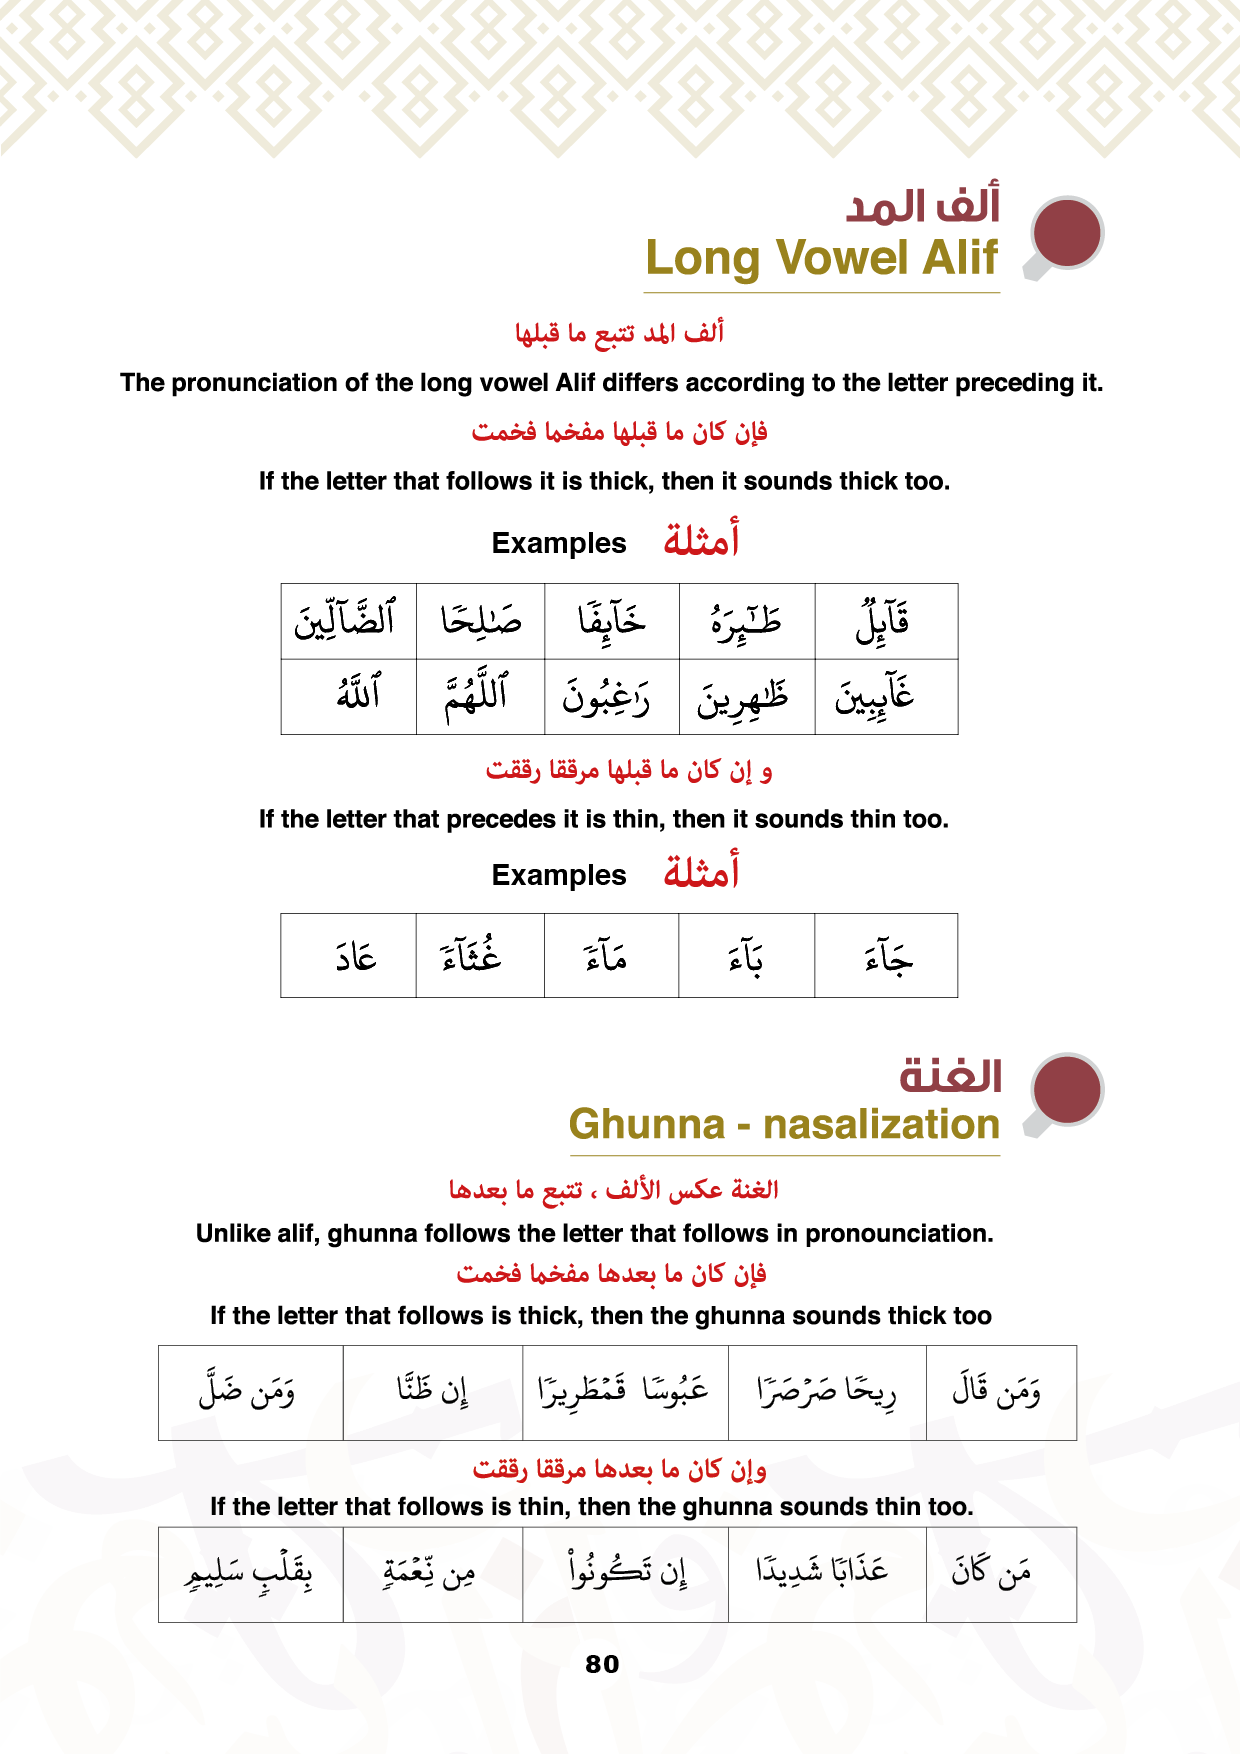 ألف المد
Long Vowel Alif
ألف المد تتبع ما قبلها
The pronunciation of the long vowel Alif differs according to the letter preceding it.
فإن كان ما قبلها مفخما فخمت
If the letter that follows it is thick, then it sounds thick too.
Examples أمثلة
قَآئِلٌ طَـٰٓئِرَهُ خَآئِفًا صَـٰلِحًا ٱلضَّآلِّينَ
غَآئِبِينَ ظَـٰهِرِينَ رَٰغِبُونَ ٱللَّهُمَّ ٱللَّهُ
و إن كان ما قبلها مرققا رققت
If the letter that precedes it is thin, then it sounds thin too.
Examples أمثلة
جَآءَ بَآءَ مَآءً غُثَآءً عَادَ
الغنة
Ghunna - nasalization
الغنة عكس الألف ، تتبع ما بعدها
Unlike alif, ghunna follows the letter that follows in pronounciation.
فإن كان ما بعدها مفخما فخمت
If the letter that follows is thick, then the ghunna sounds thick too
وَمَن قَالَ رِيحًا صَرْصَرًا عَبُوسًا قَمْطَرِيرًا إِن ظَنَّا وَمَن ضَلَّ
وإن كان ما بعدها مرققا رققت
If the letter that follows is thin, then the ghunna sounds thin too.
مَن كَانَ عَذَابًا شَدِيدًا إِن تَكُونُوا۟ مِن نِّعْمَةٍ بِقَلْبٍ سَلِيمٍ
80